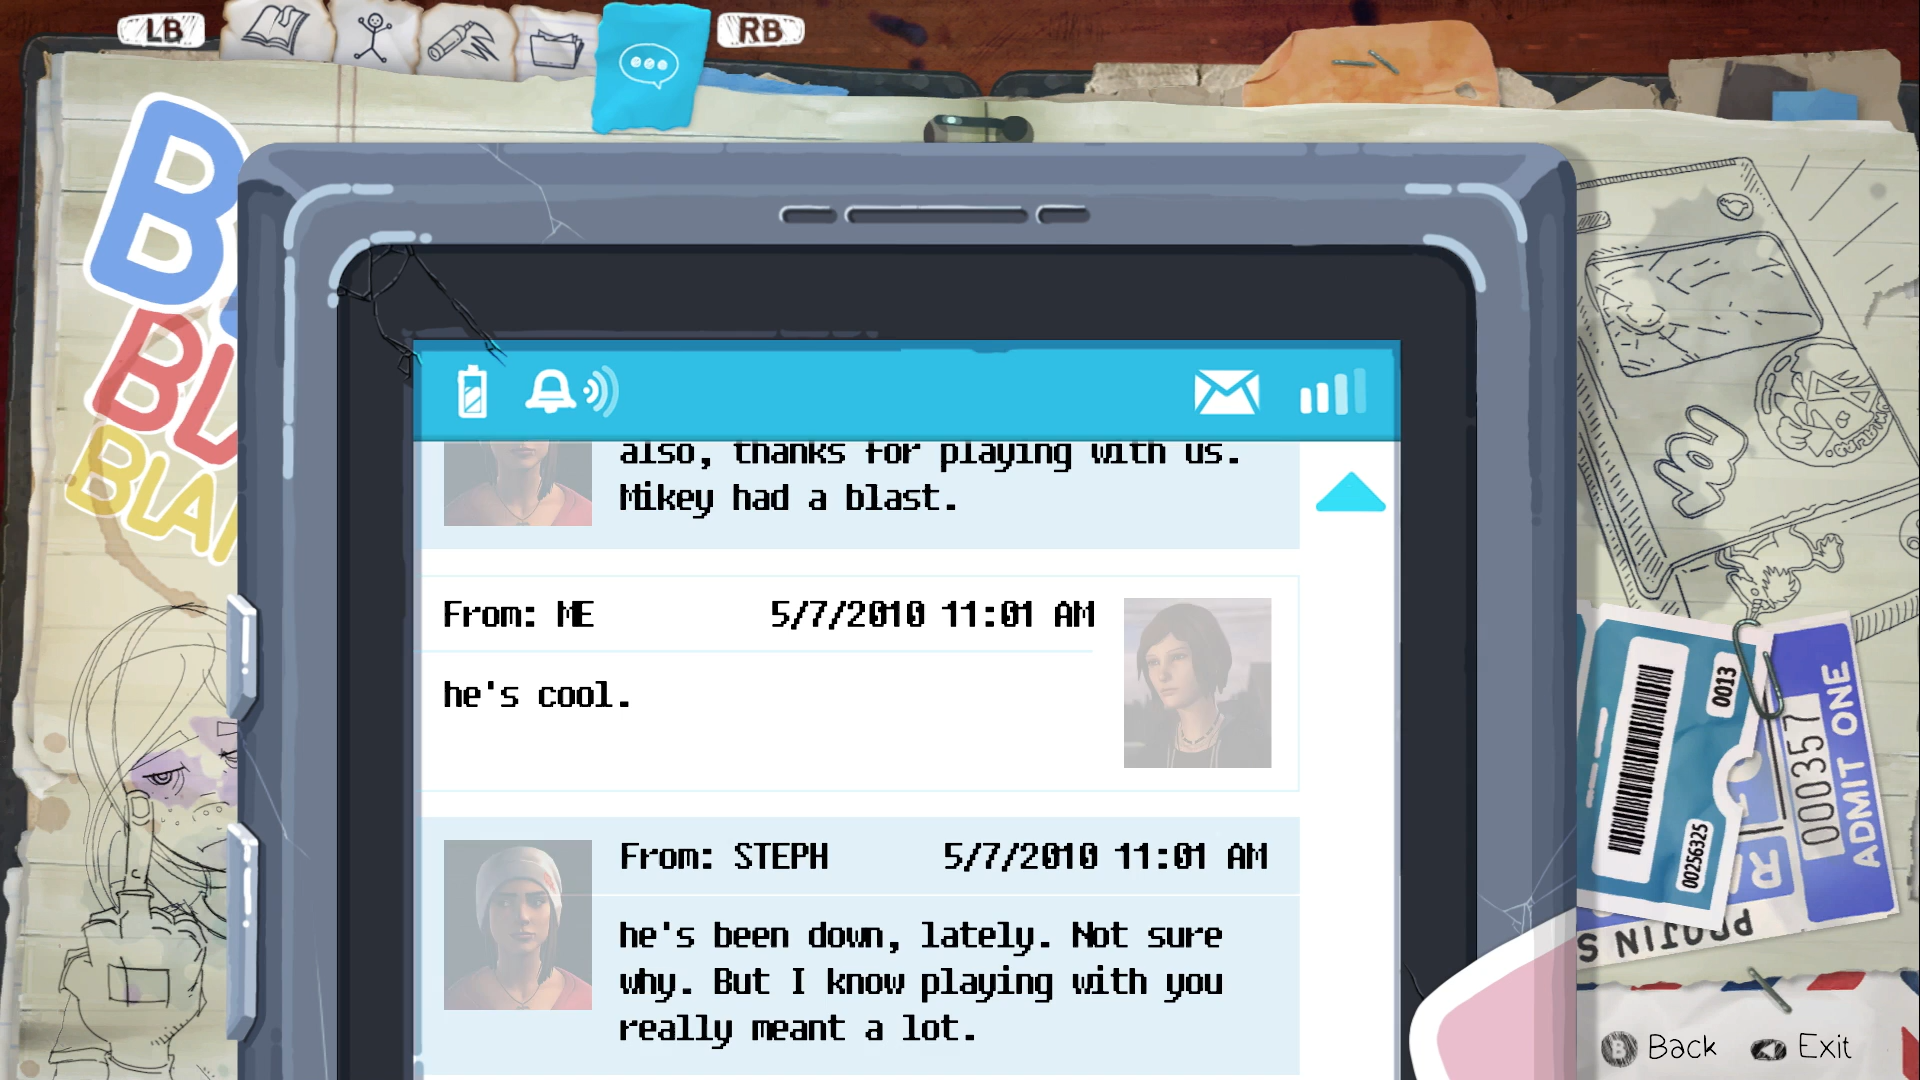 LB
RB
also, thanks for playing with us.
Mikey had a blast.
From: ME 5/7/2010 11:01 AM
he's cool.
From: STEPH 5/7/2010 11:01 AM
he's been down, lately. Not sure
why. But I know playing with you
really meant a lot.
0013
00256325
000357
ADMIT ONE
B Back
Exit